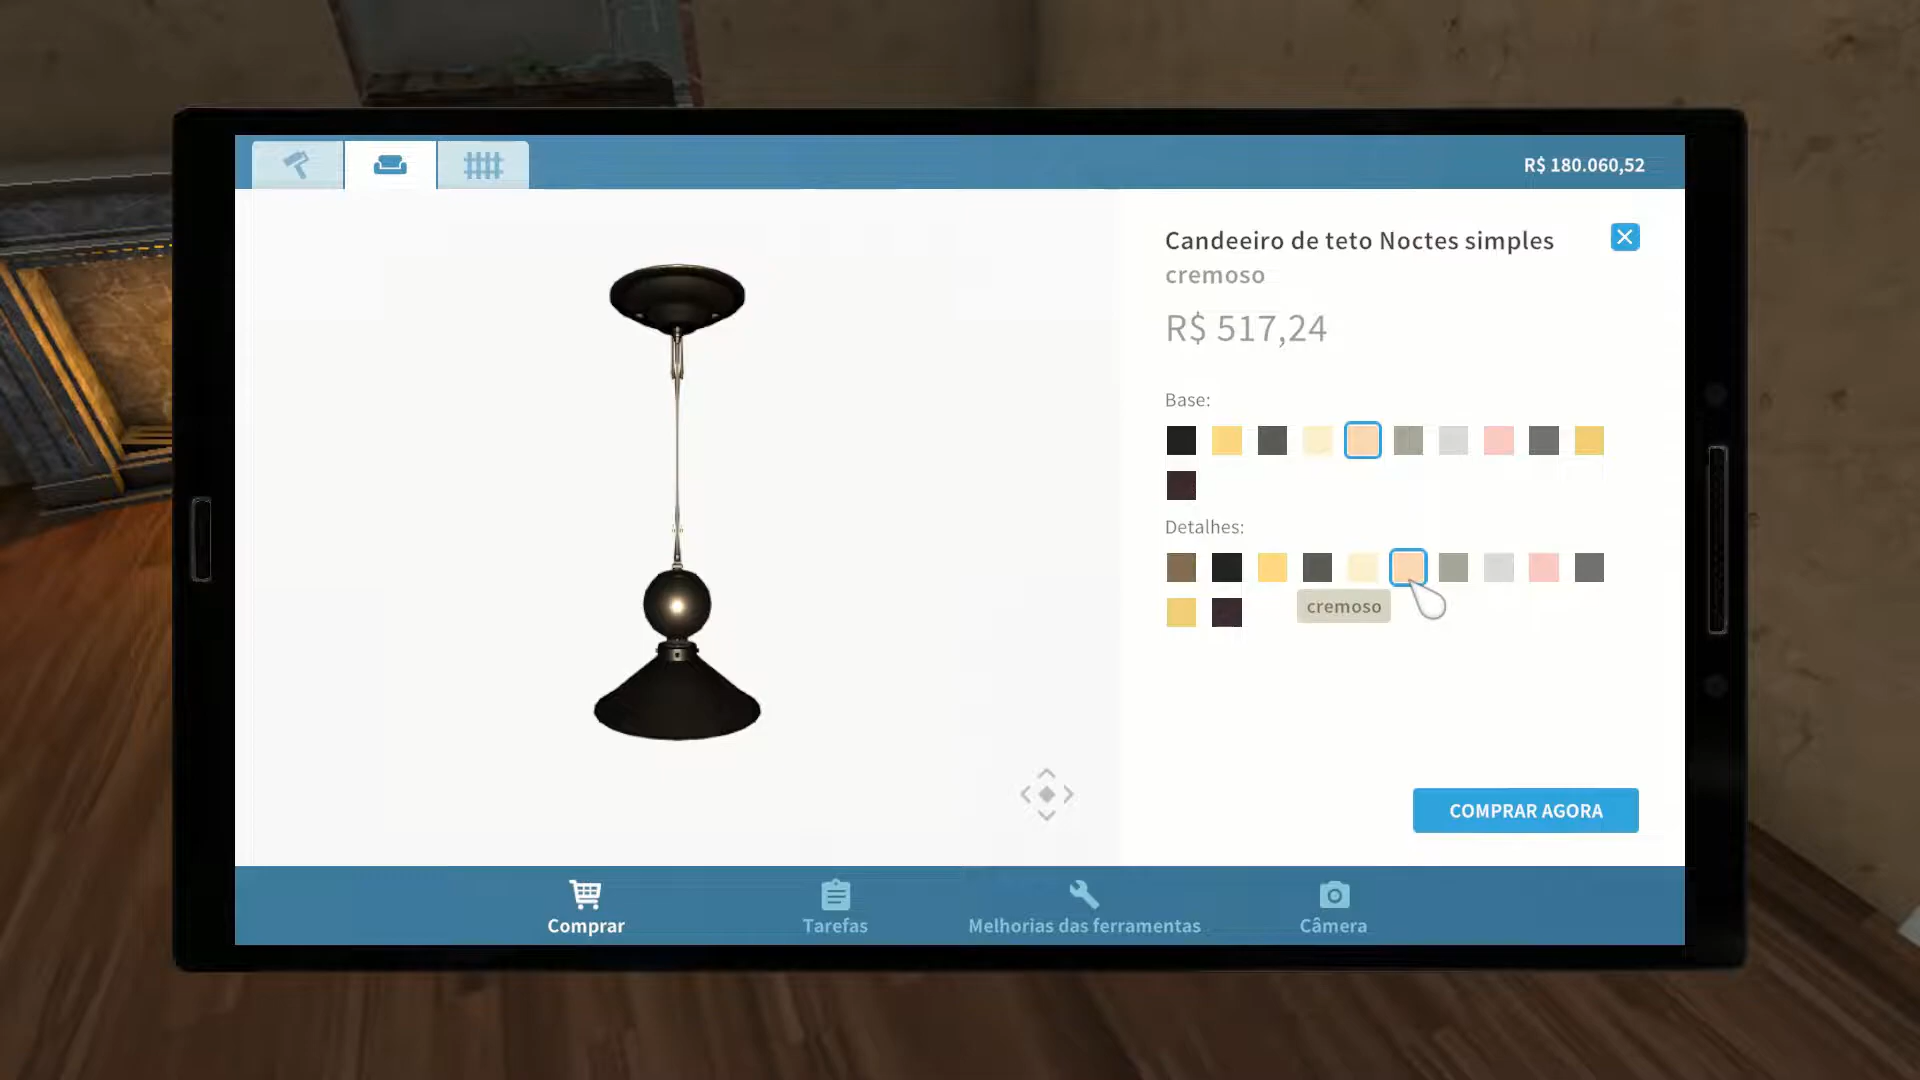 R$ 180.060,52
Candeeiro de teto Noctes simples
cremoso
R$ 517,24
Base:
Detalhes:
cremoso
COMPRAR AGORA
Comprar
Tarefas
Melhorias das ferramentas
Câmera